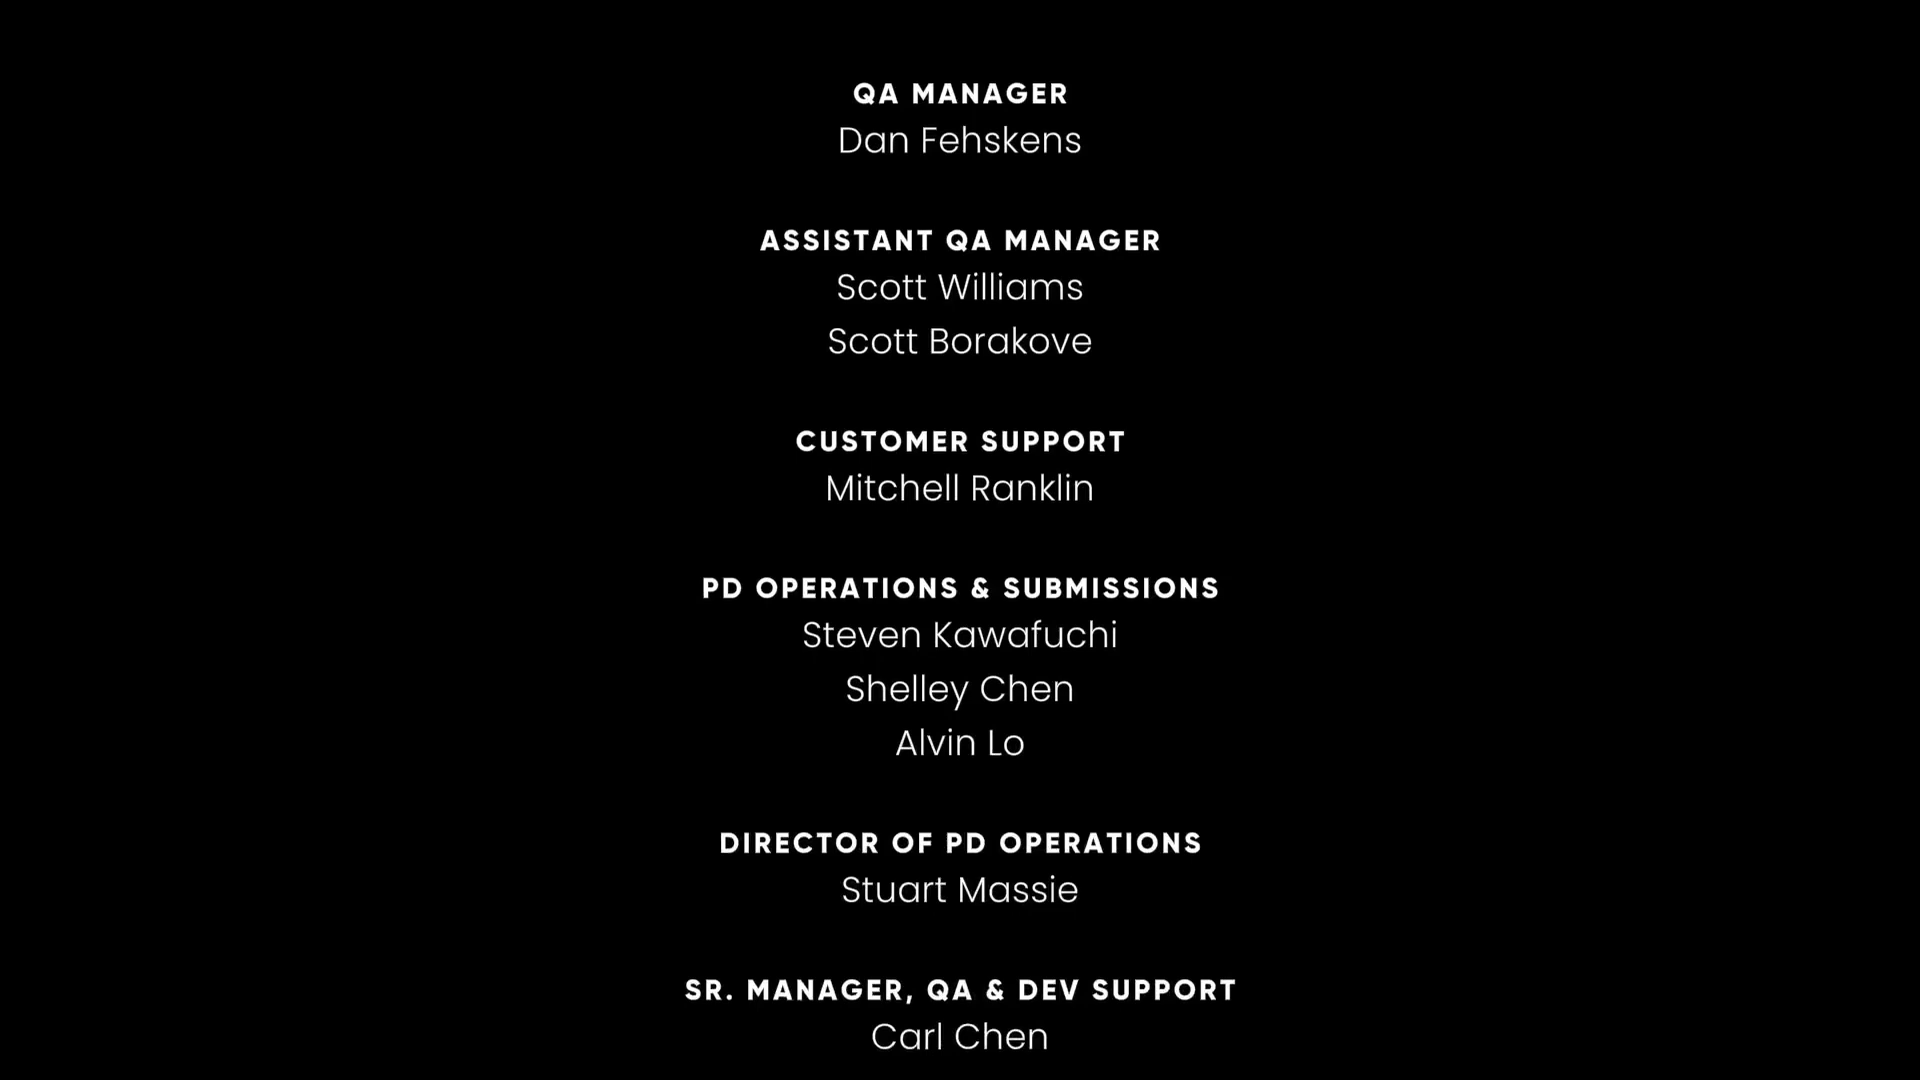 QA MANAGER
Dan Fehskens
ASSISTANT QA MANAGER
Scott Williams
Scott Borakove
CUSTOMER SUPPORT
Mitchell Ranklin
PD OPERATIONS & SUBMISSIONS
Steven Kawafuchi
Shelley Chen
Alvin Lo
DIRECTOR OF PD OPERATIONS
Stuart Massie
SR. MANAGER, QA & DEV SUPPORT
Carl Chen